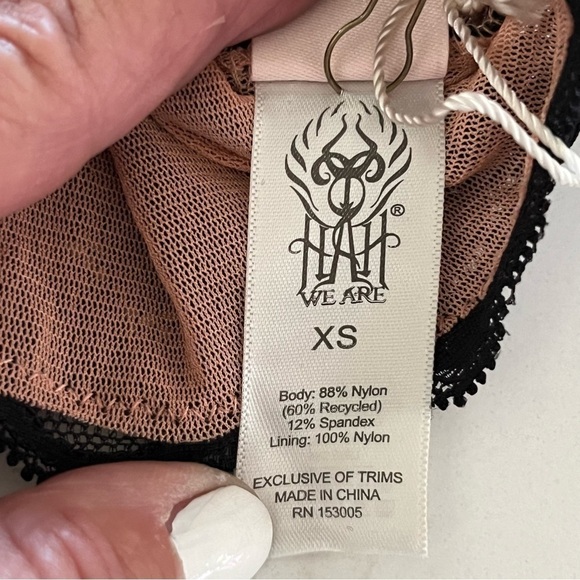 HAH®
WE ARE
XS
Body: 88% Nylon
(60% Recycled)
12% Spandex
Lining: 100% Nylon
EXCLUSIVE OF TRIMS
MADE IN CHINA
RN 153005